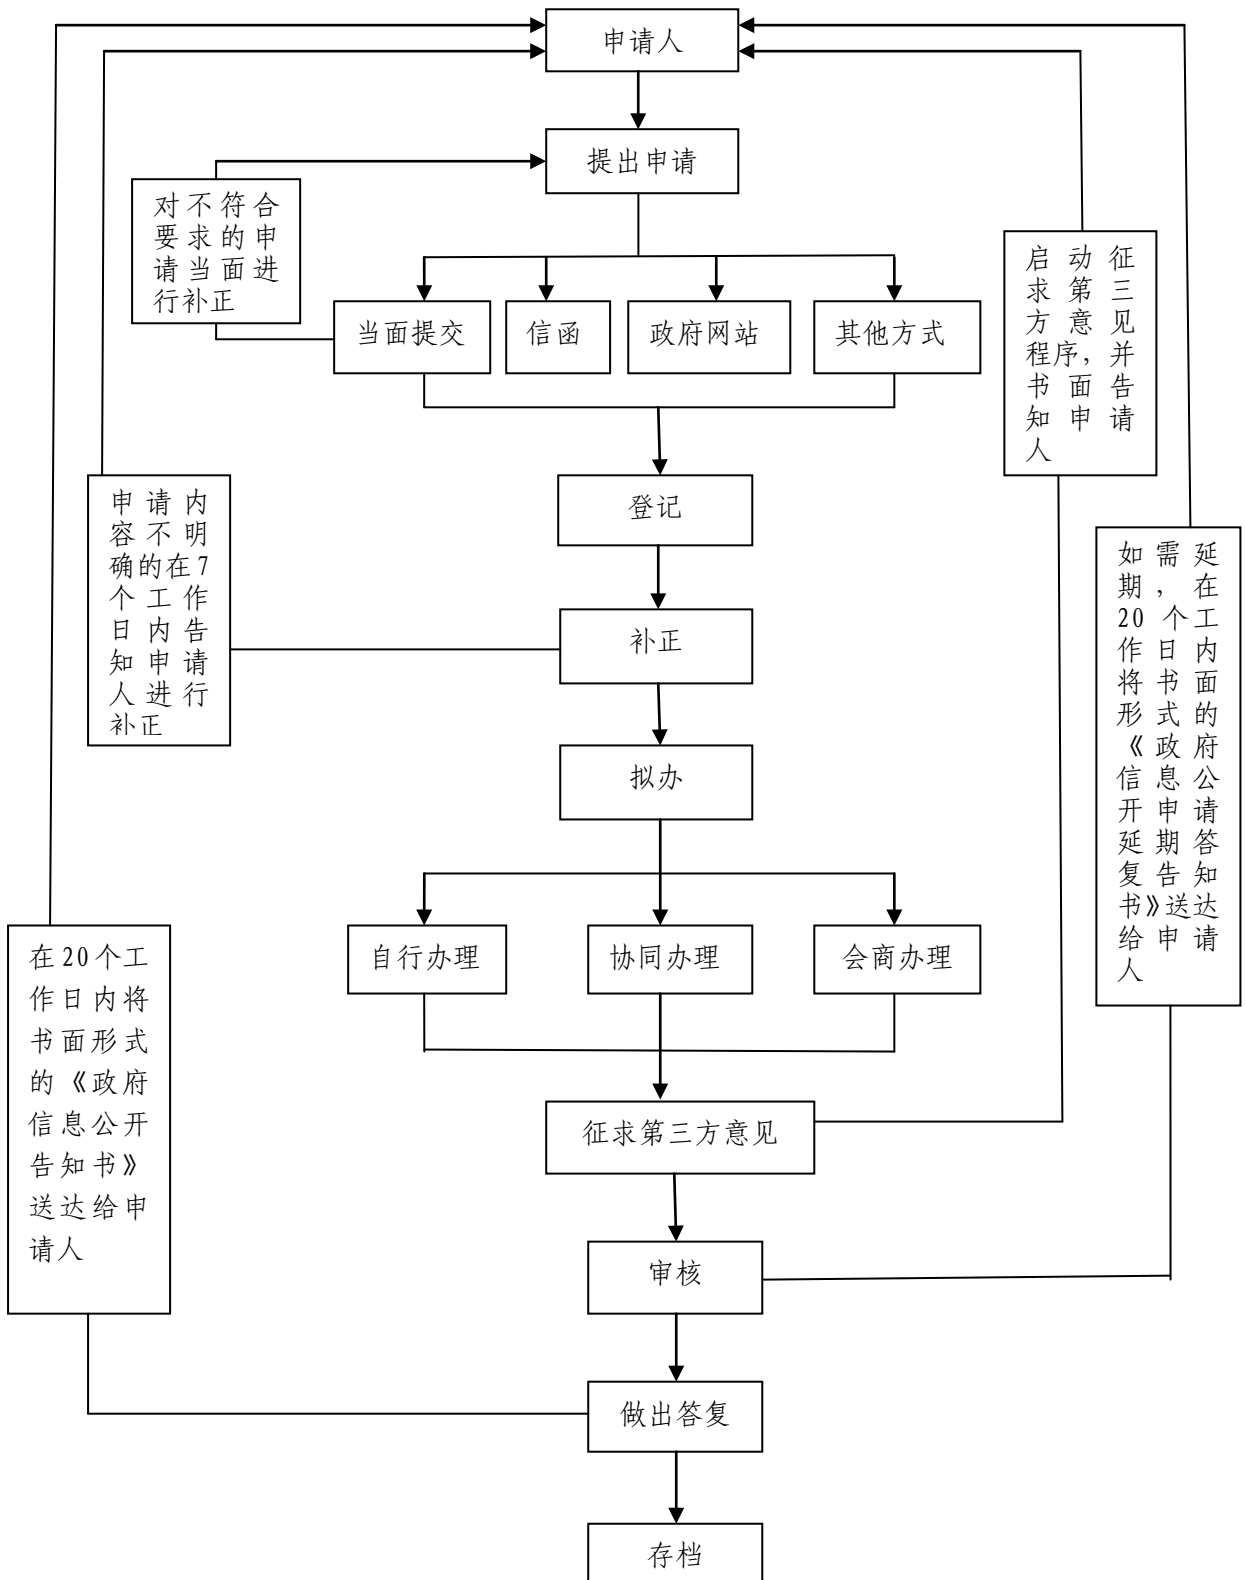 申请人
提出申请
对不符合
要求的申
请当面进
行补正
启动征
求第三
方意见
程序，并
书面告
知申请
人
当面提交
信函
政府网站
其他方式
登记
申请内
容不明
确的在7
个工作
日内告
知申请
人进行
补正
如需延
期，在
20个工
作日内
将书面
形式的
《政府
信息公
开申请
延期答
复告知
书》送达
给申请
人
补正
拟办
自行办理
协同办理
会商办理
在20个工
作日内将
书面形式
的《政府
信息公开
告知书》
送达给申
请人
征求第三方意见
审核
做出答复
存档